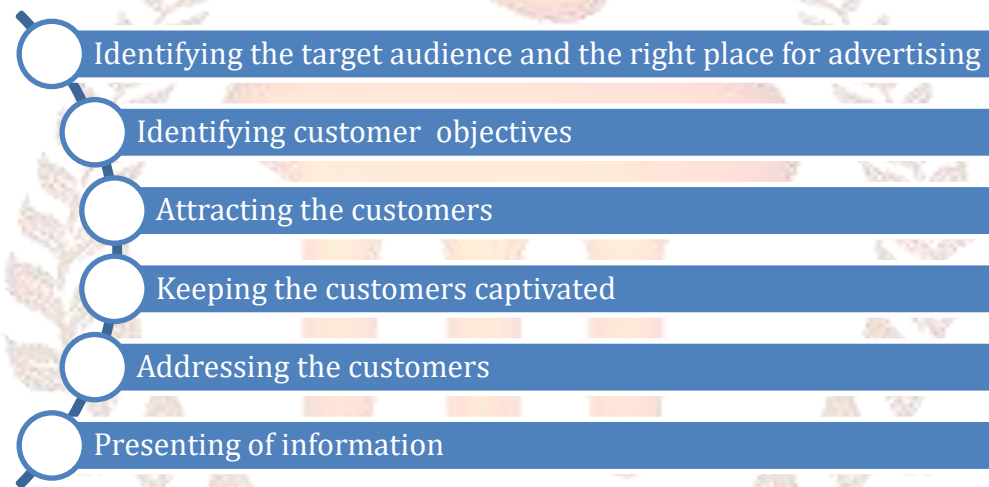 Identifying the target audience and the right place for advertising
Identifying customer  objectives
Attracting the customers
Keeping the customers captivated
Addressing the customers
Presenting of information